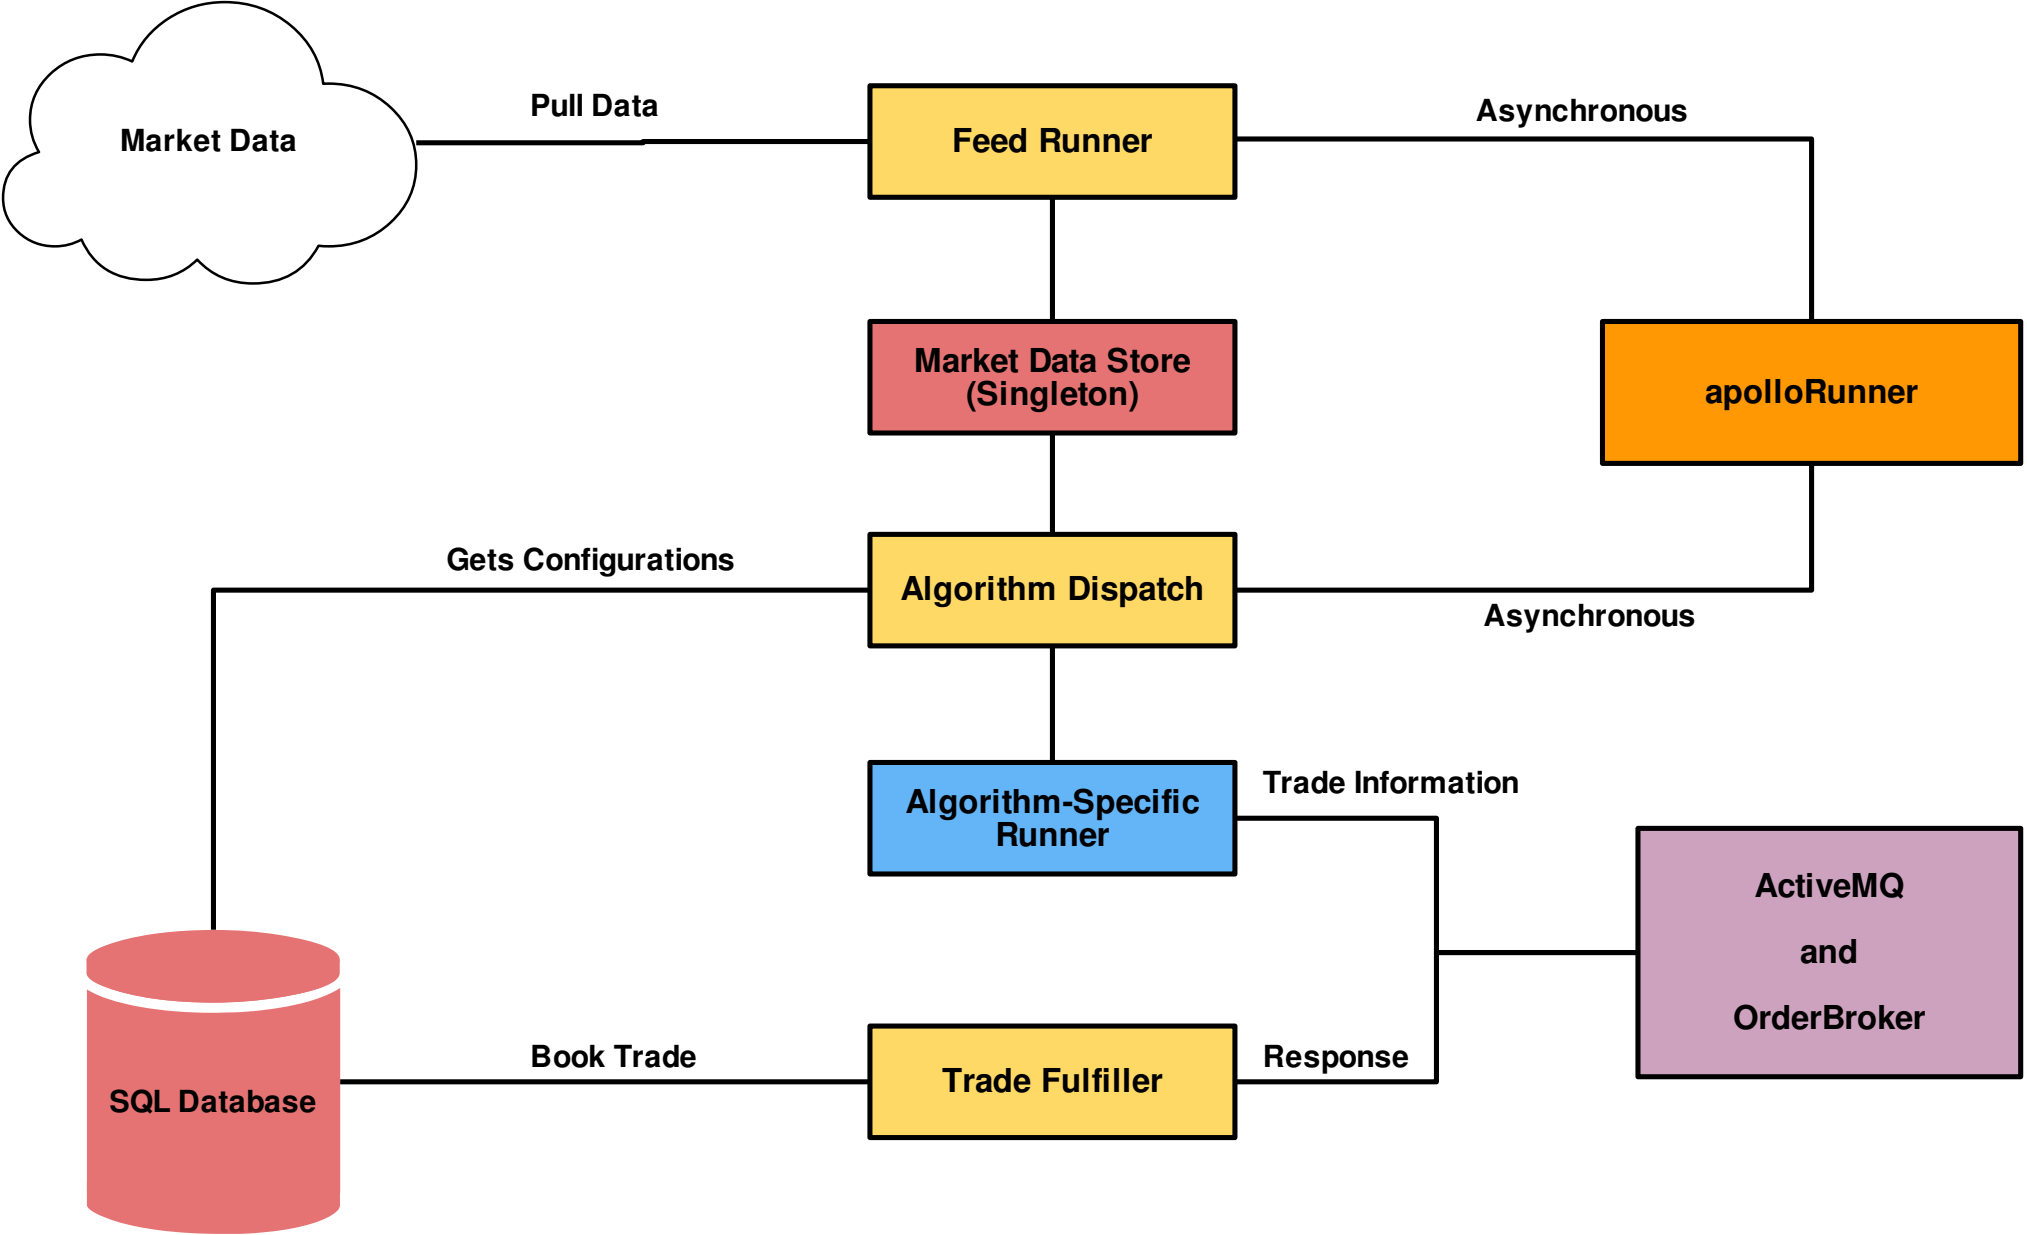 Market Data
Pull Data
Feed Runner
Asynchronous
Market Data Store
(Singleton)
apolloRunner
Gets Configurations
Algorithm Dispatch
Asynchronous
Algorithm-Specific
Runner
Trade Information
ActiveMQ
and
OrderBroker
SQL Database
Book Trade
Trade Fulfiller
Response